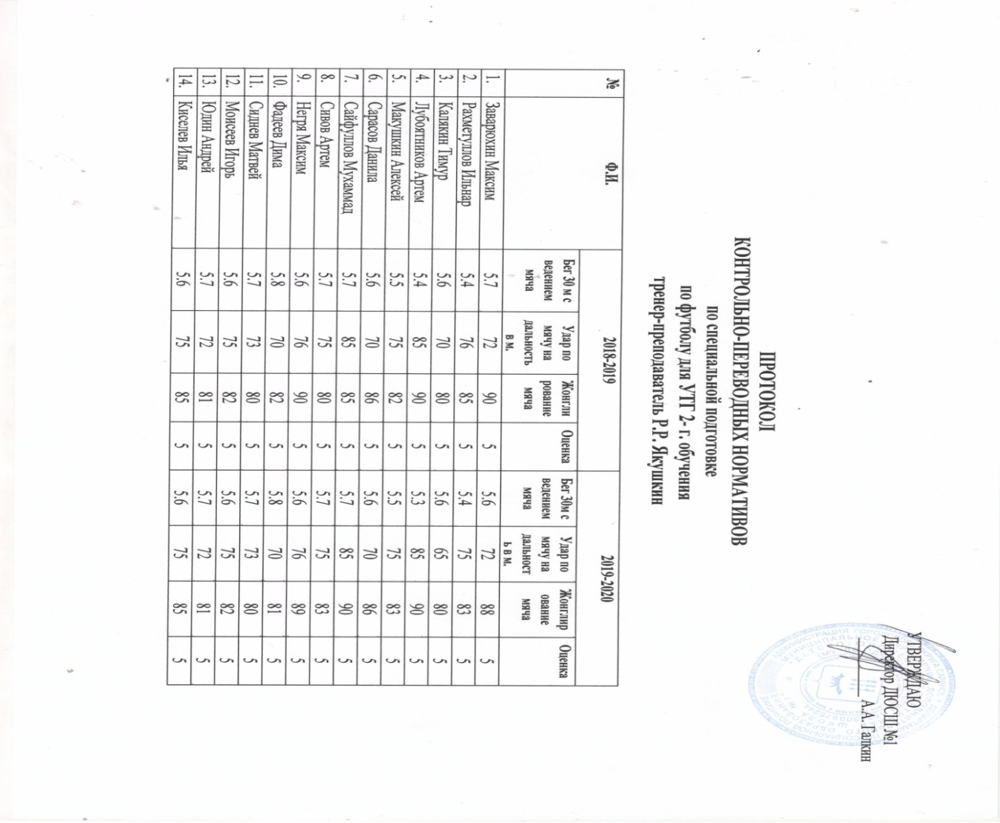 УТВЕРЖДАЮ
Директор ДЮСШ №1
А.А. Галкин
ПРОТОКОЛ
КОНТРОЛЬНО-ПЕРЕВОДНЫХ НОРМАТИВОВ
по специальной подготовке
по футболу для УТГ 2- г. обучения
тренер-преподаватель Р.Р. Якушкин
№ Ф.И. 2018-2019 2019-2020
Бег 30 м с Удар по Жонгли Оценка Бег 30м с Удар по Жонглир Оценка
ведением мячу на рование ведением мячу на ование
мяча дальность мяча мяча дальност мяча
в м. ь в м.
1. Заварюхин Максим 5.7 72 90 5 5.6 72 88 5
2. Рахметуллов Ильнар 5.4 76 85 5 5.4 75 83 5
3. Калякин Тимур 5.6 70 80 5 5.6 65 80 5
4. Лубоятников Артем 5.4 85 90 5 5.3 85 90 5
5. Макушкин Алексей 5.5 75 82 5 5.5 75 83 5
6. Сарасов Данила 5.6 70 86 5 5.6 70 86 5
7. Сайфуллов Мухаммад 5.7 85 85 5 5.7 85 90 5
8. Сивов Артем 5.7 75 80 5 5.7 75 83 5
9. Негря Максим 5.6 76 90 5 5.6 76 89 5
10. Фадеев Дима 5.8 70 82 5 5.8 70 81 5
11. Сиднев Матвей 5.7 73 80 5 5.7 73 80 5
12. Моисеев Игорь 5.6 75 82 5 5.6 75 82 5
13. Юдин Андрей 5.7 72 81 5 5.7 72 81 5
14. Киселев Илья 5.6 75 85 5 5.6 75 85 5